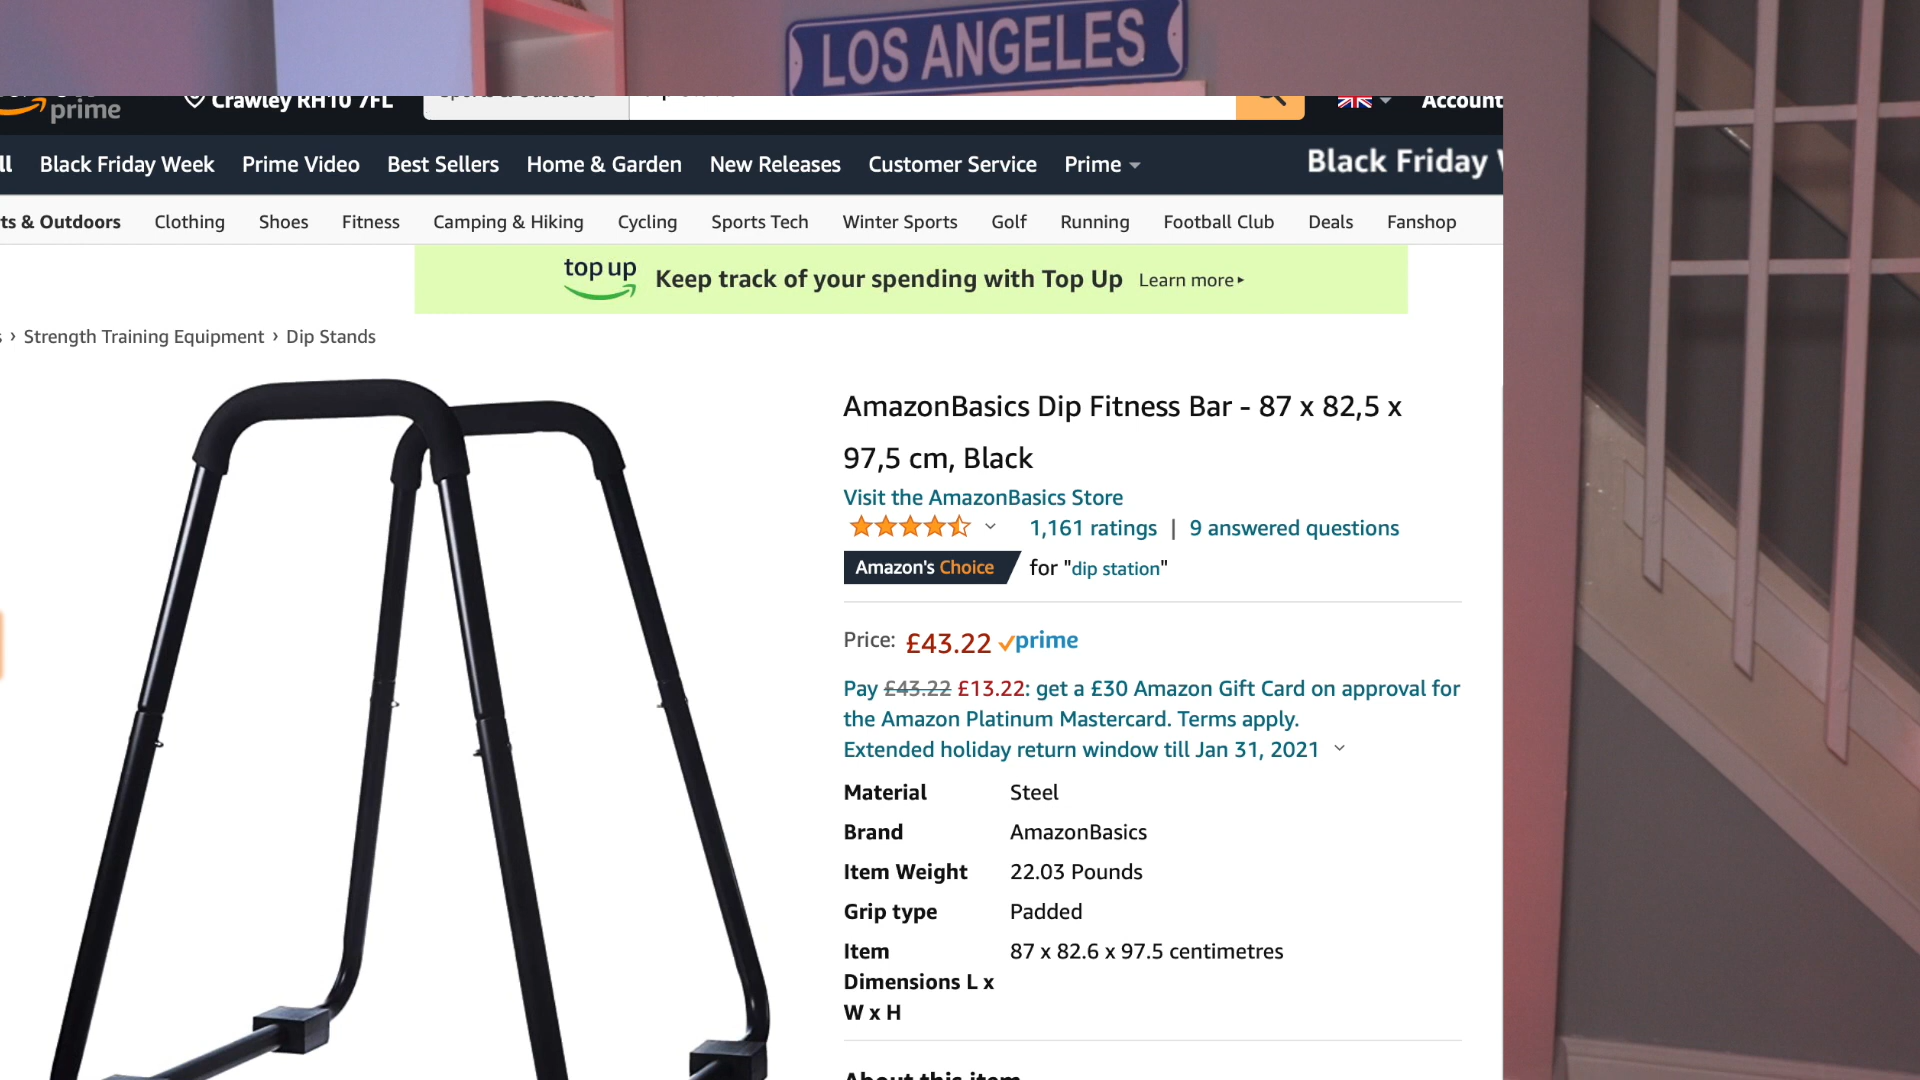 LOS ANGELES
prime
Crawley RH10 7FL
Account
ll Black Friday Week Prime Video Best Sellers Home & Garden New Releases Customer Service Prime
Black Friday
ts & Outdoors Clothing Shoes Fitness Camping & Hiking Cycling Sports Tech Winter Sports Golf Running Football Club Deals Fanshop
top up Keep track of your spending with Top Up Learn more ▸
s › Strength Training Equipment › Dip Stands
AmazonBasics Dip Fitness Bar - 87 x 82,5 x
97,5 cm, Black
Visit the AmazonBasics Store
1,161 ratings | 9 answered questions
Amazon's Choice for "dip station"
Price: £43.22 prime
Pay £43.22 £13.22: get a £30 Amazon Gift Card on approval for
the Amazon Platinum Mastercard. Terms apply.
Extended holiday return window till Jan 31, 2021
Material Steel
Brand AmazonBasics
Item Weight 22.03 Pounds
Grip type Padded
Item 87 x 82.6 x 97.5 centimetres
Dimensions L x
W x H
About this item